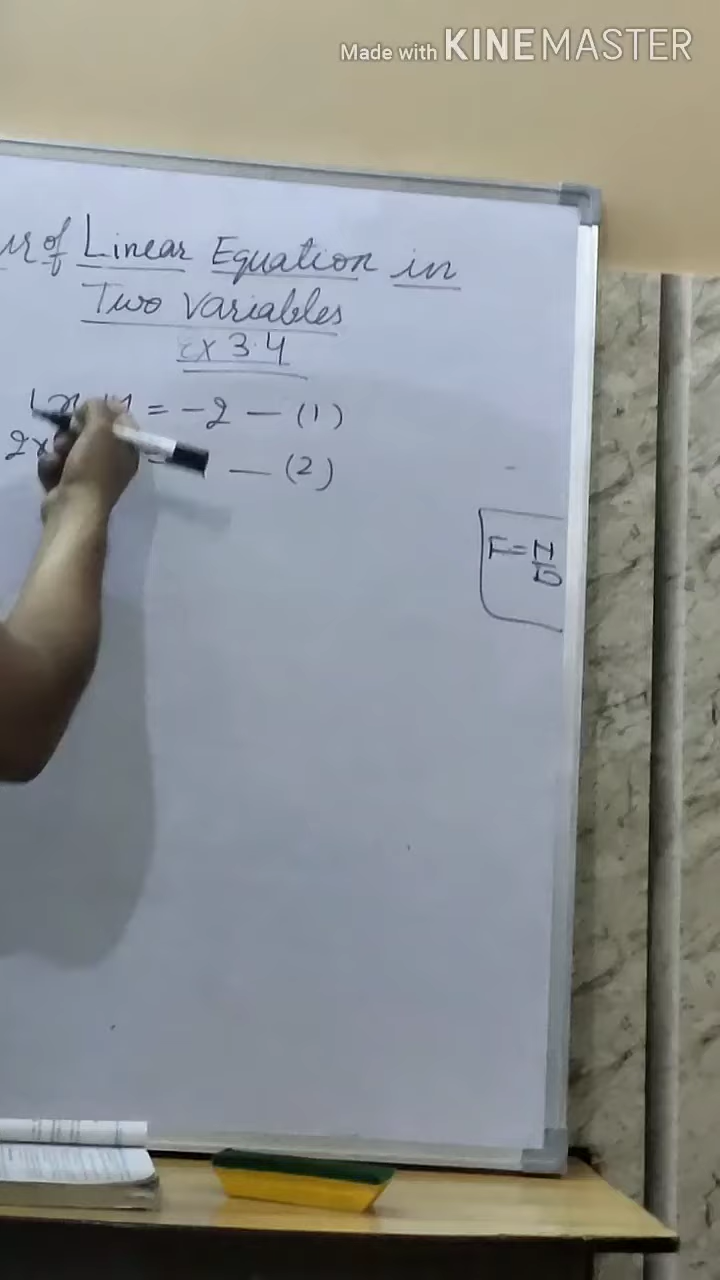 Made with KINEMASTER
of Linear Equation in
Two Variables
Ex 3.4
= -2 — (1)
2x — (2)
F = N/D